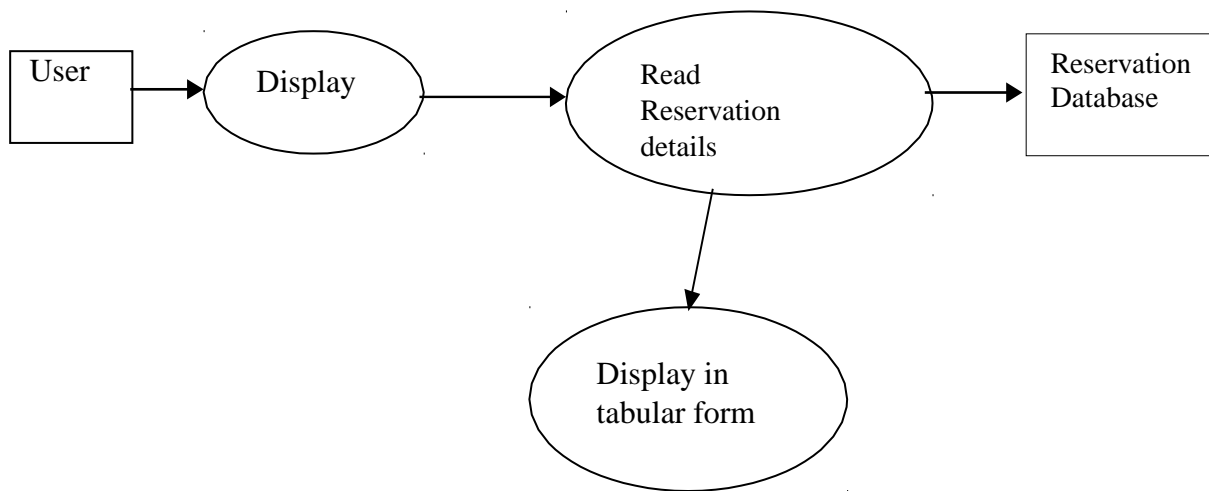 User
Display
Read
Reservation
details
Reservation
Database
Display in
tabular form